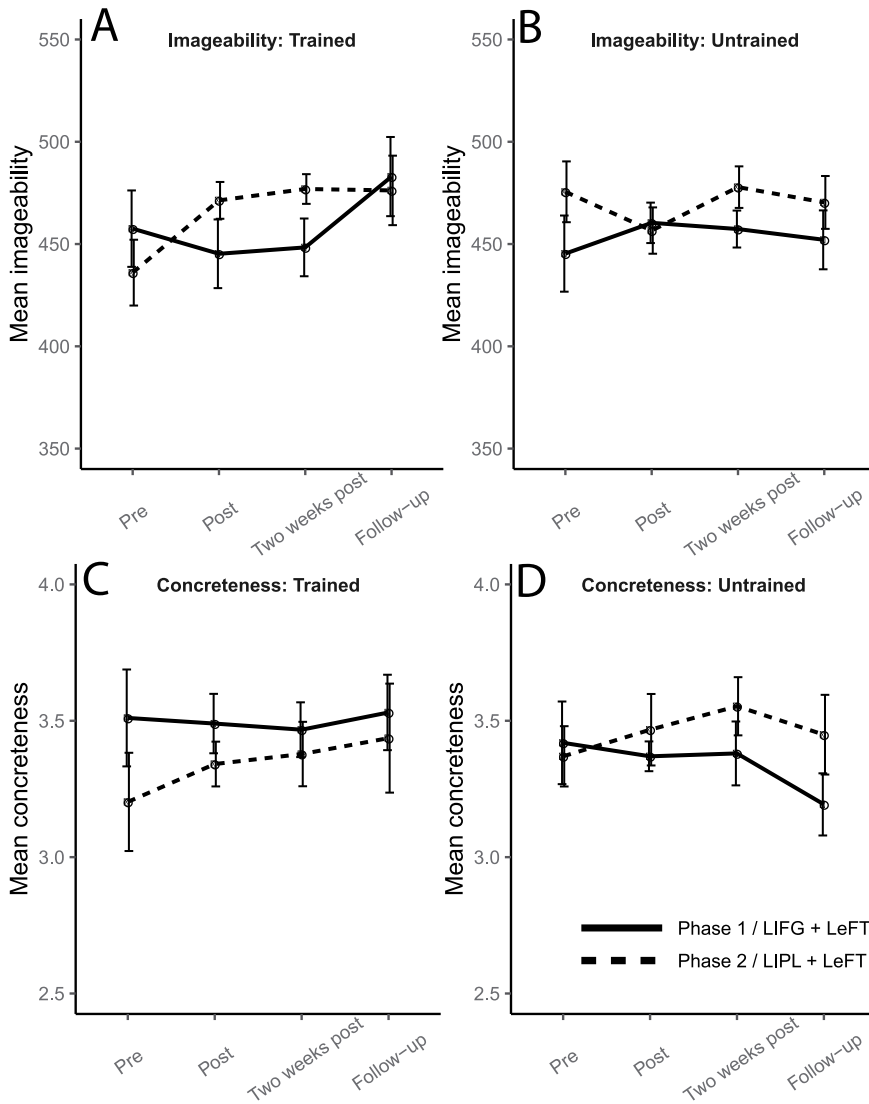 A
Imageability: Trained
Mean imageability
550
500
450
400
350
Pre
Post
Two weeks post
Follow−up
B
Imageability: Untrained
Mean imageability
550
500
450
400
350
Pre
Post
Two weeks post
Follow−up
C
Concreteness: Trained
Mean concreteness
4.0
3.5
3.0
2.5
Pre
Post
Two weeks post
Follow−up
D
Concreteness: Untrained
Mean concreteness
4.0
3.5
3.0
2.5
Phase 1 / LIFG + LeFT
Phase 2 / LIPL + LeFT
Pre
Post
Two weeks post
Follow−up